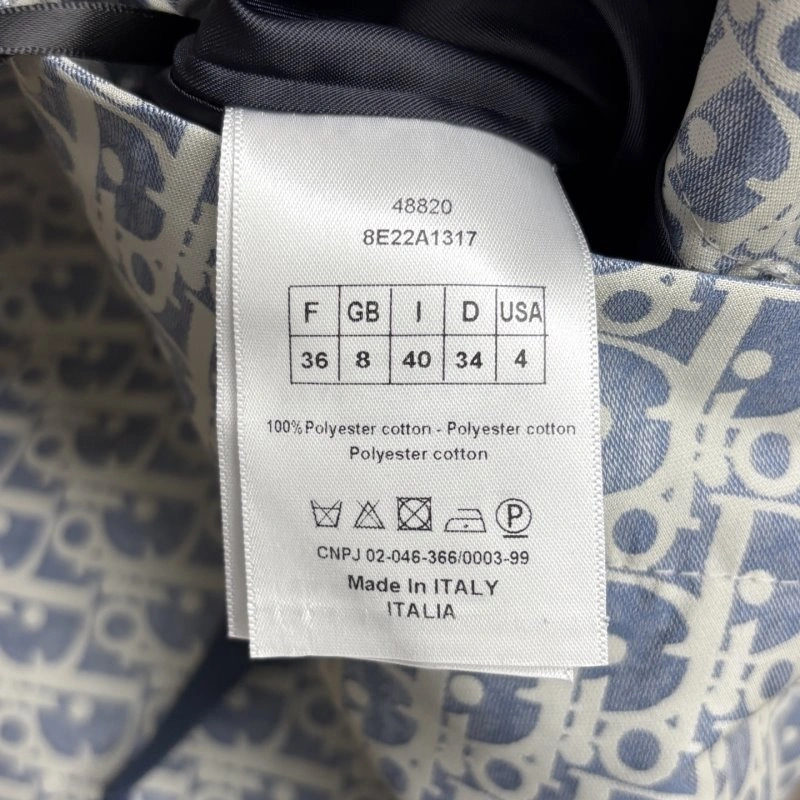 48820
8E22A1317
F GB I D USA
36 8 40 34 4
100% Polyester cotton - Polyester cotton
Polyester cotton
P
CNPJ 02-046-366/0003-99
Made In ITALY
ITALIA